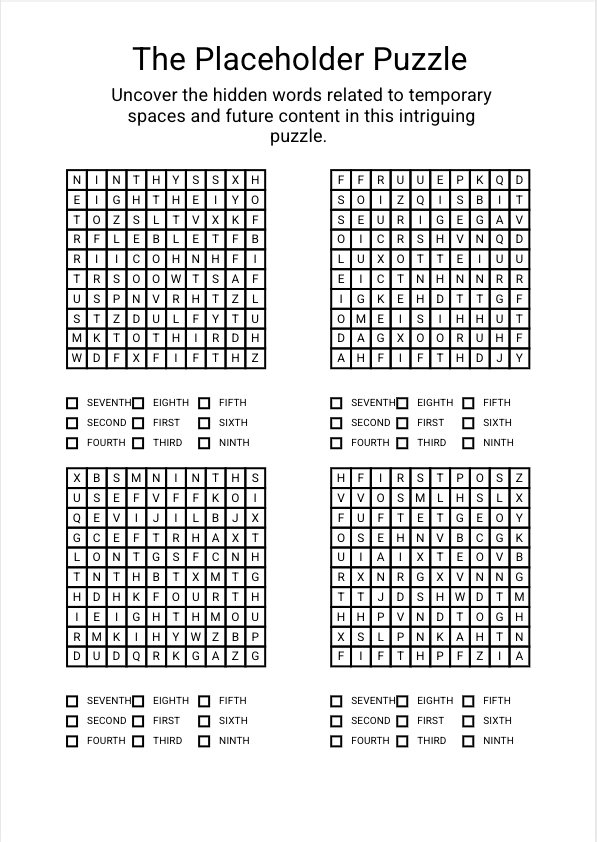 The Placeholder Puzzle
Uncover the hidden words related to temporary
spaces and future content in this intriguing
puzzle.
N I N T H Y S S X H
E I G H T H E I Y O
T O Z S L T V X K F
R F L E B L E T F B
R I I C O H N H F I
T R S O O W T S A F
U S P N V R H T Z L
S T Z D U L F Y T U
M K T O T H I R D H
W D F X F I F T H Z
F F R U U E P K Q D
S O I Z Q I S B I T
S E U R I G E G A V
O I C R S H V N Q D
L U X O T T E I U U
E I C T N H N N R R
I G K E H D T T G F
O M E I S I H H U T
D A G X O O R U H F
A H F I F T H D J Y
SEVENTH EIGHTH FIFTH
SECOND FIRST SIXTH
FOURTH THIRD NINTH
SEVENTH EIGHTH FIFTH
SECOND FIRST SIXTH
FOURTH THIRD NINTH
X B S M N I N T H S
U S E F V F F K O I
Q E V I J I L B J X
G C E F T R H A X T
L O N T G S F C N H
T N T H B T X M T G
H D H K F O U R T H
I E I G H T H M O U
R M K I H Y W Z B P
D U D Q R K G A Z G
H F I R S T P O S Z
V V O S M L H S L X
F U F T E T G E O Y
O S E H N V B C G K
U I A I X T E O V B
R X N R G X V N N G
T T J D S H W D T M
H H P V N D T O G H
X S L P N K A H T N
F I F T H P F Z I A
SEVENTH EIGHTH FIFTH
SECOND FIRST SIXTH
FOURTH THIRD NINTH
SEVENTH EIGHTH FIFTH
SECOND FIRST SIXTH
FOURTH THIRD NINTH